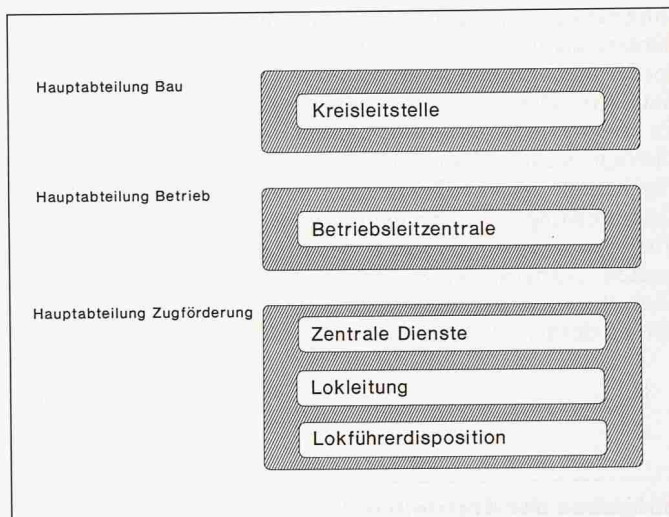 Hauptabteilung Bau
Kreisleitstelle
Hauptabteilung Betrieb
Betriebsleitzentrale
Hauptabteilung Zugförderung
Zentrale Dienste
Lokleitung
Lokführerdisposition